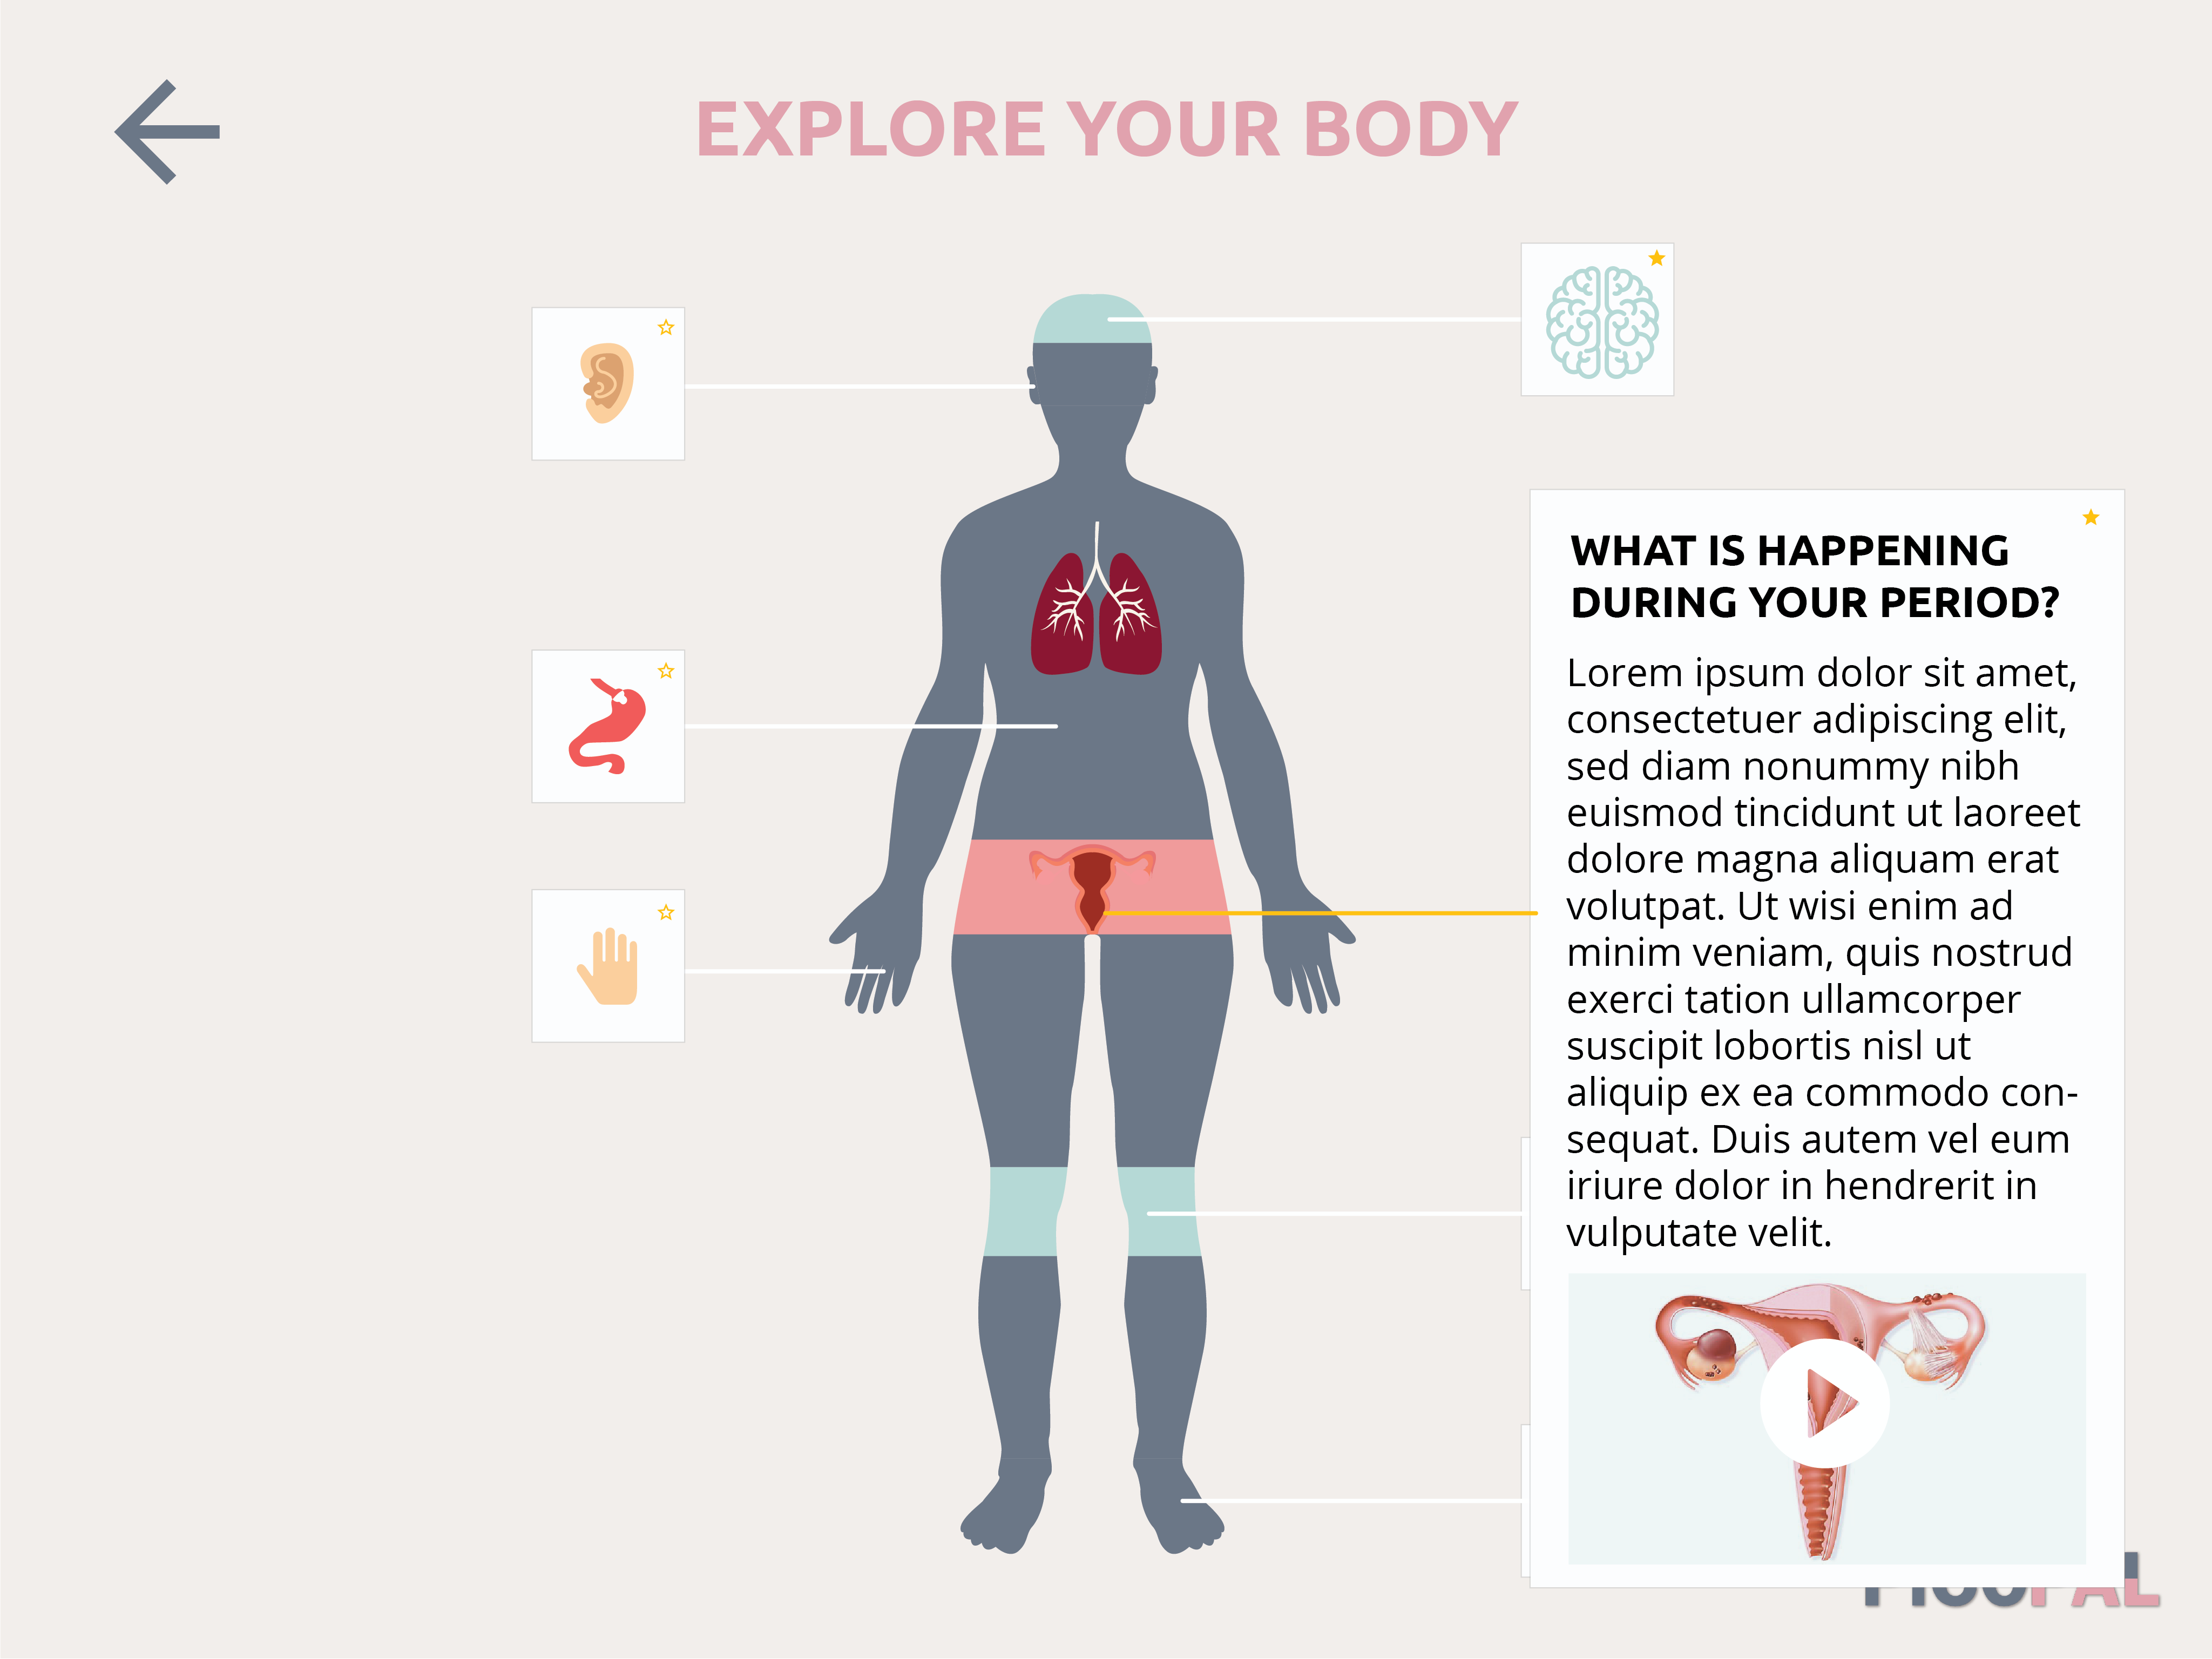 EXPLORE YOUR BODY
WHAT IS HAPPENING
DURING YOUR PERIOD?
Lorem ipsum dolor sit amet,
consectetuer adipiscing elit,
sed diam nonummy nibh
euismod tincidunt ut laoreet
dolore magna aliquam erat
volutpat. Ut wisi enim ad
minim veniam, quis nostrud
exerci tation ullamcorper
suscipit lobortis nisl ut
aliquip ex ea commodo con-
sequat. Duis autem vel eum
iriure dolor in hendrerit in
vulputate velit.